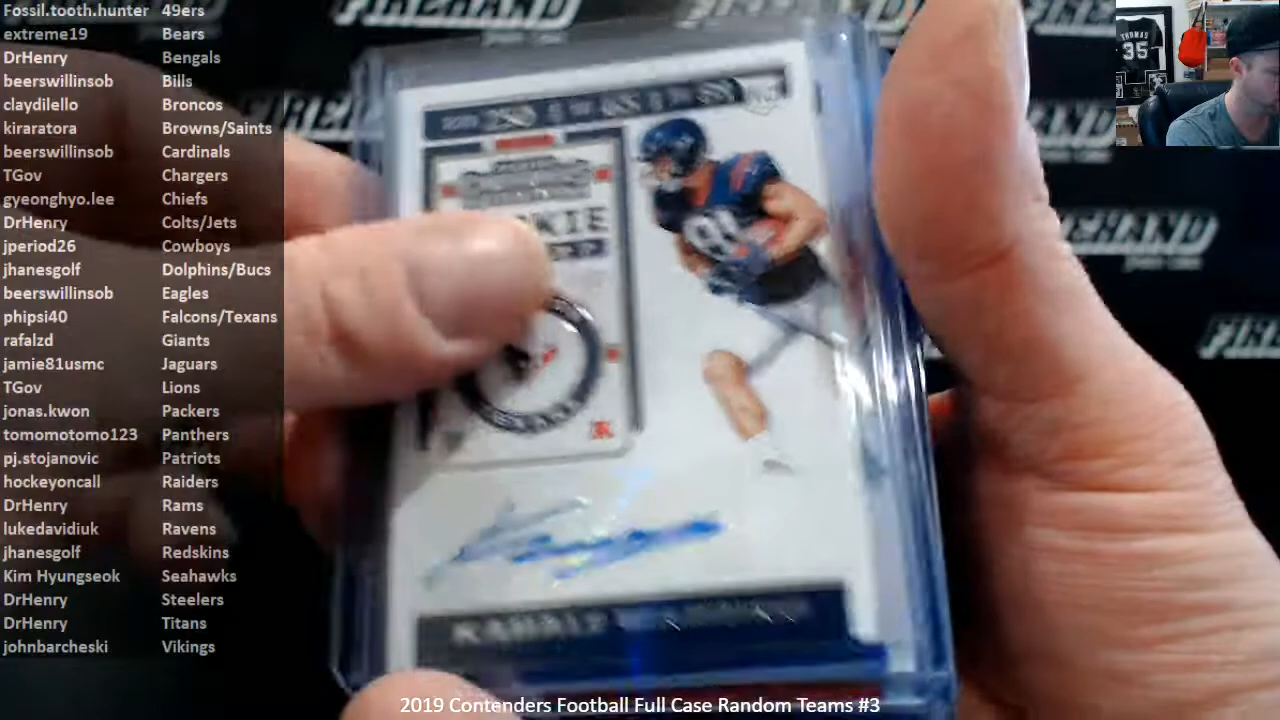 Fossil.tooth.hunter 49ers
extreme19 Bears
DrHenry Bengals
beerswillinsob Bills
claydilello Broncos
kiraratora Browns/Saints
beerswillinsob Cardinals
TGov Chargers
gyeonghyo.lee Chiefs
DrHenry Colts/Jets
jperiod26 Cowboys
jhanesgolf Dolphins/Bucs
beerswillinsob Eagles
phipsi40 Falcons/Texans
rafalzd Giants
jamie81usmc Jaguars
TGov Lions
jonas.kwon Packers
tomomotomo123 Panthers
pj.stojanovic Patriots
hockeyoncall Raiders
DrHenry Rams
lukedavidiuk Ravens
jhanesgolf Redskins
Kim Hyungseok Seahawks
DrHenry Steelers
DrHenry Titans
johnbarcheski Vikings
THOMAS
35
FIREHAND
FIREHAND
2019 Contenders Football Full Case Random Teams #3